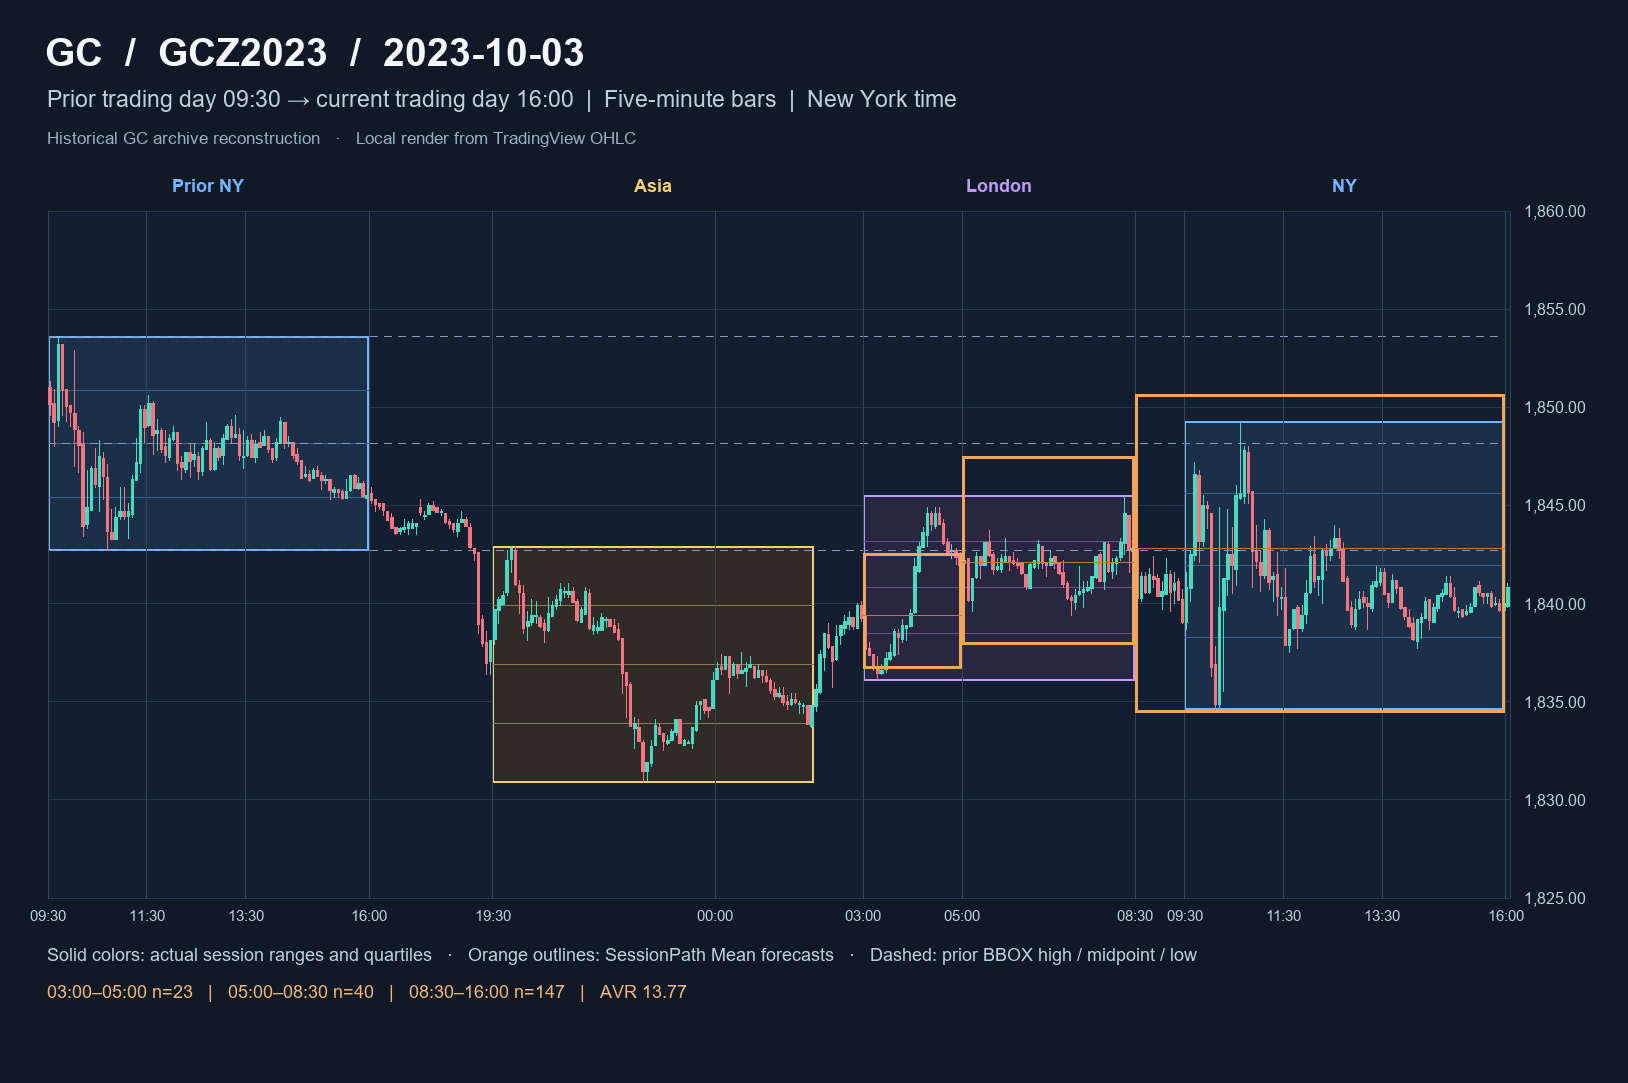 GC / GCZ2023 / 2023-10-03
Prior trading day 09:30 → current trading day 16:00 | Five-minute bars | New York time
Historical GC archive reconstruction · Local render from TradingView OHLC
Prior NY Asia London NY
1,860.00
1,855.00
1,850.00
1,845.00
1,840.00
1,835.00
1,830.00
1,825.00
09:30 11:30 13:30 16:00 19:30 00:00 03:00 05:00 08:30 09:30 11:30 13:30 16:00
Solid colors: actual session ranges and quartiles · Orange outlines: SessionPath Mean forecasts · Dashed: prior BBOX high / midpoint / low
03:00–05:00 n=23 | 05:00–08:30 n=40 | 08:30–16:00 n=147 | AVR 13.77